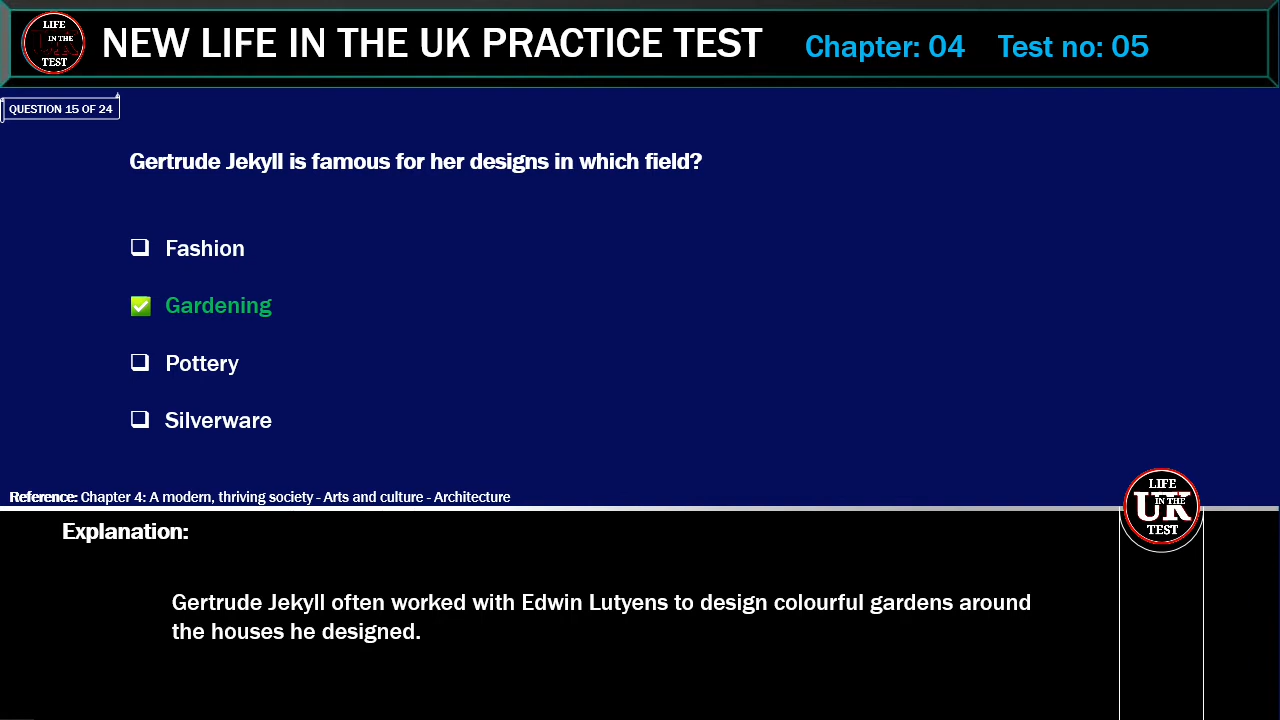 LIFE
IN THE
UK
TEST
NEW LIFE IN THE UK PRACTICE TEST
Chapter: 04
Test no: 05
QUESTION 15 OF 24
Gertrude Jekyll is famous for her designs in which field?
Fashion
Gardening
Pottery
Silverware
Reference: Chapter 4: A modern, thriving society - Arts and culture - Architecture
LIFE
IN THE
UK
TEST
Explanation:
Gertrude Jekyll often worked with Edwin Lutyens to design colourful gardens around
the houses he designed.